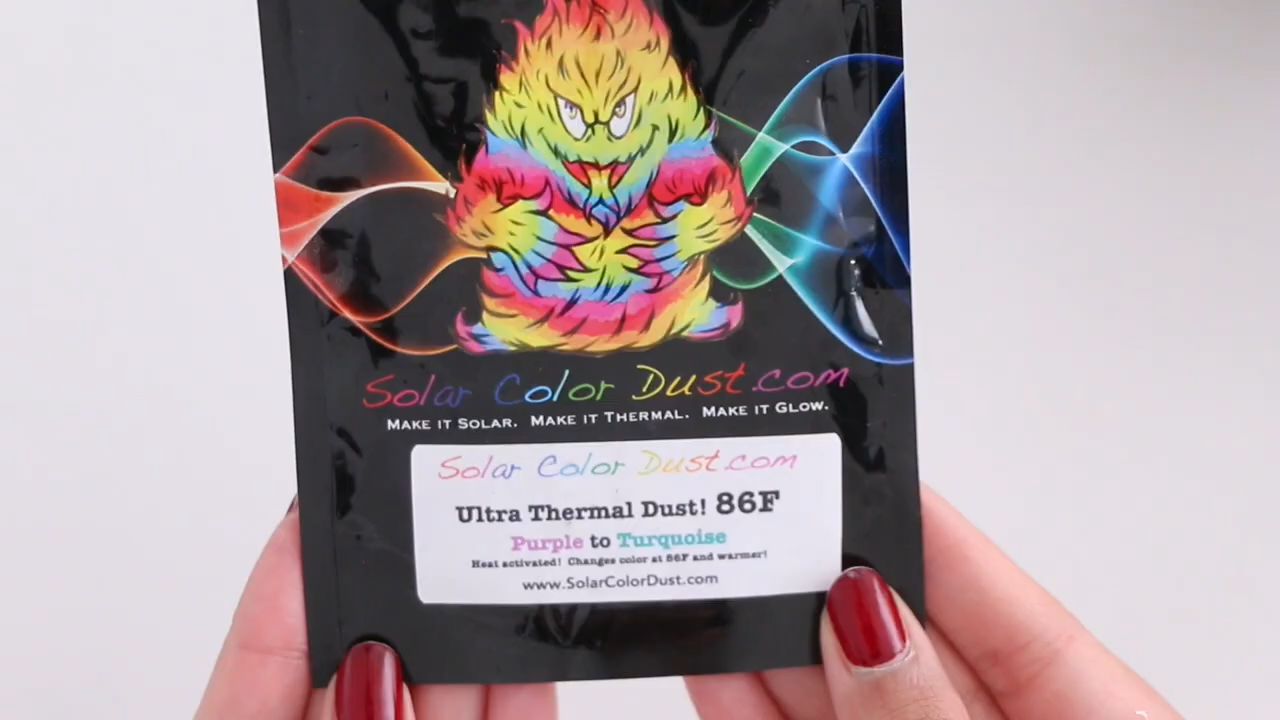 Solar Color Dust.com
Make it Solar. Make it Thermal. Make it Glow.
Solar Color Dust.com
Ultra Thermal Dust! 86F
Purple to Turquoise
Heat activated! Changes color at 86F and warmer!
www.SolarColorDust.com